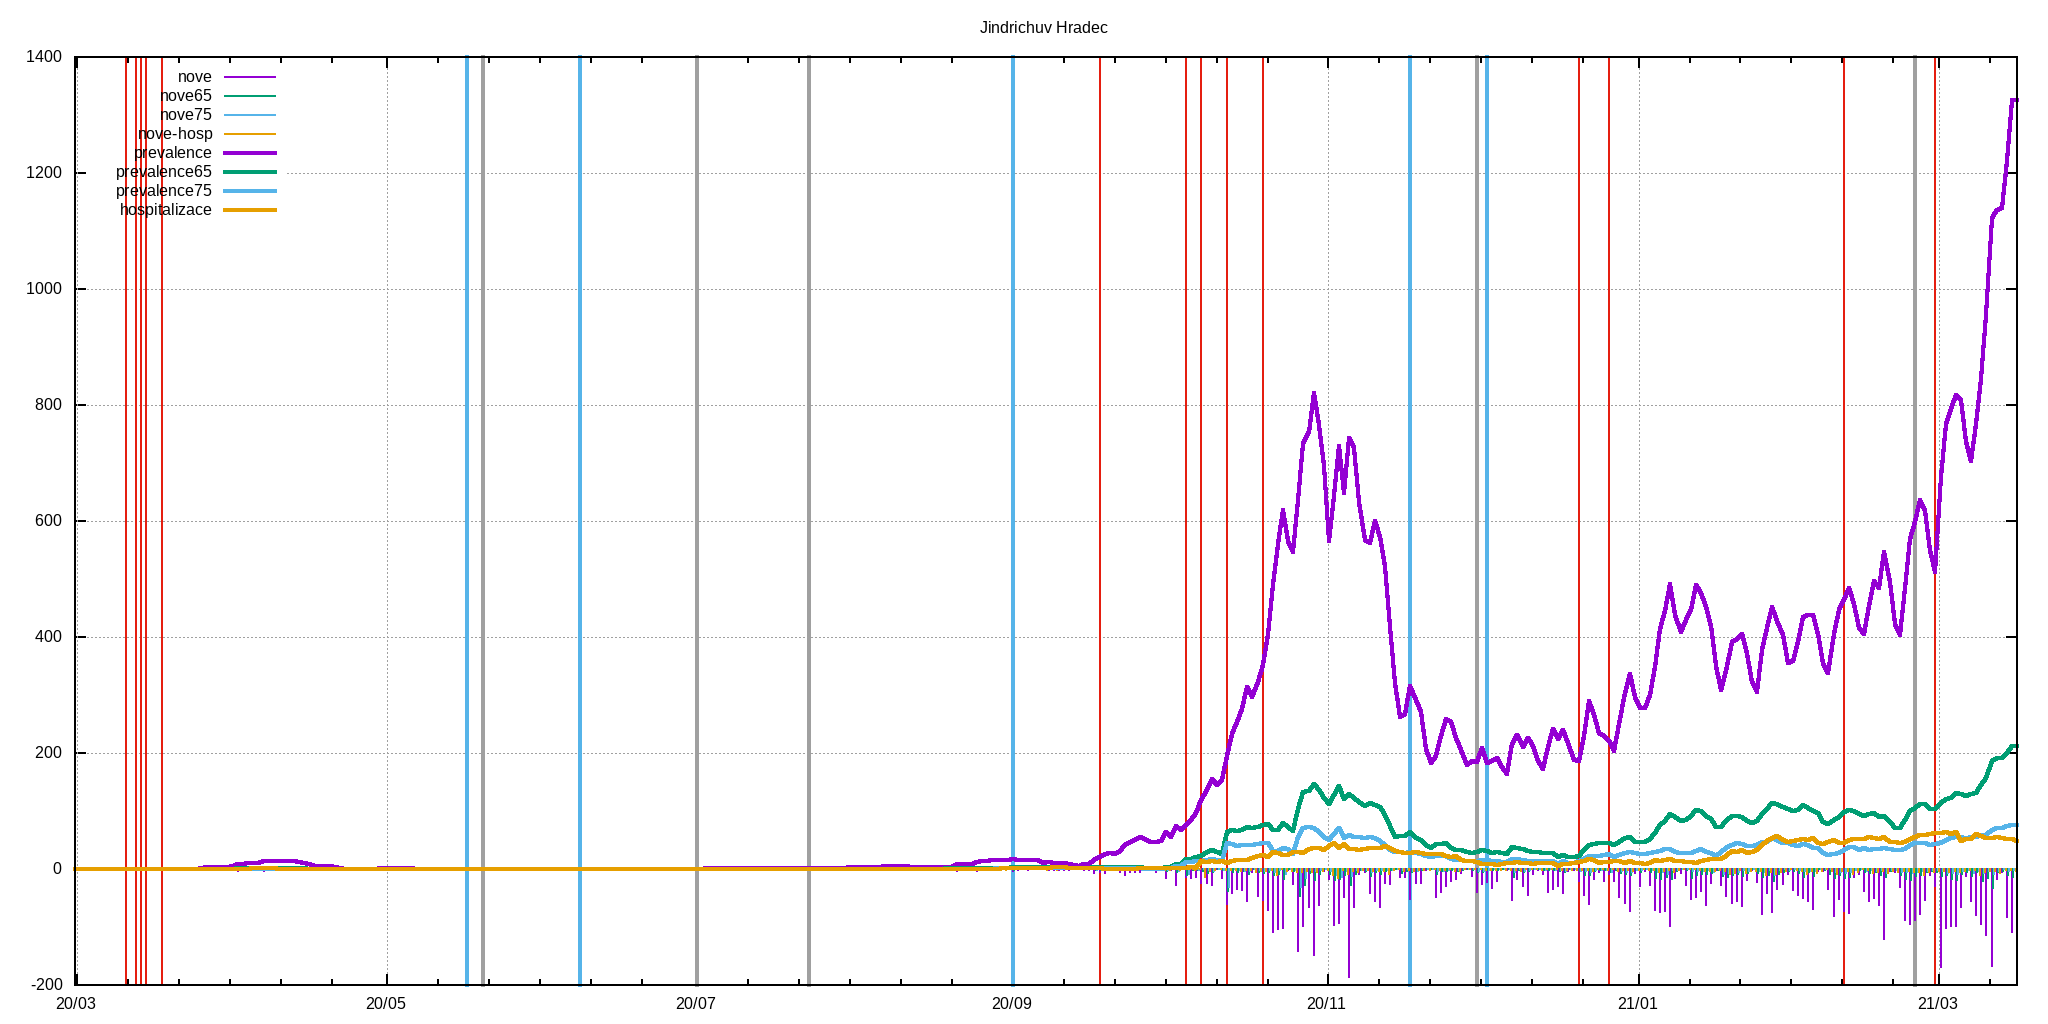 Jindrichuv Hradec
1400
1200
1000
800
600
400
200
0
-200
nove
nove65
nove75
nove-hosp
prevalence
prevalence65
prevalence75
hospitalizace
20/03 20/05 20/07 20/09 20/11 21/01 21/03